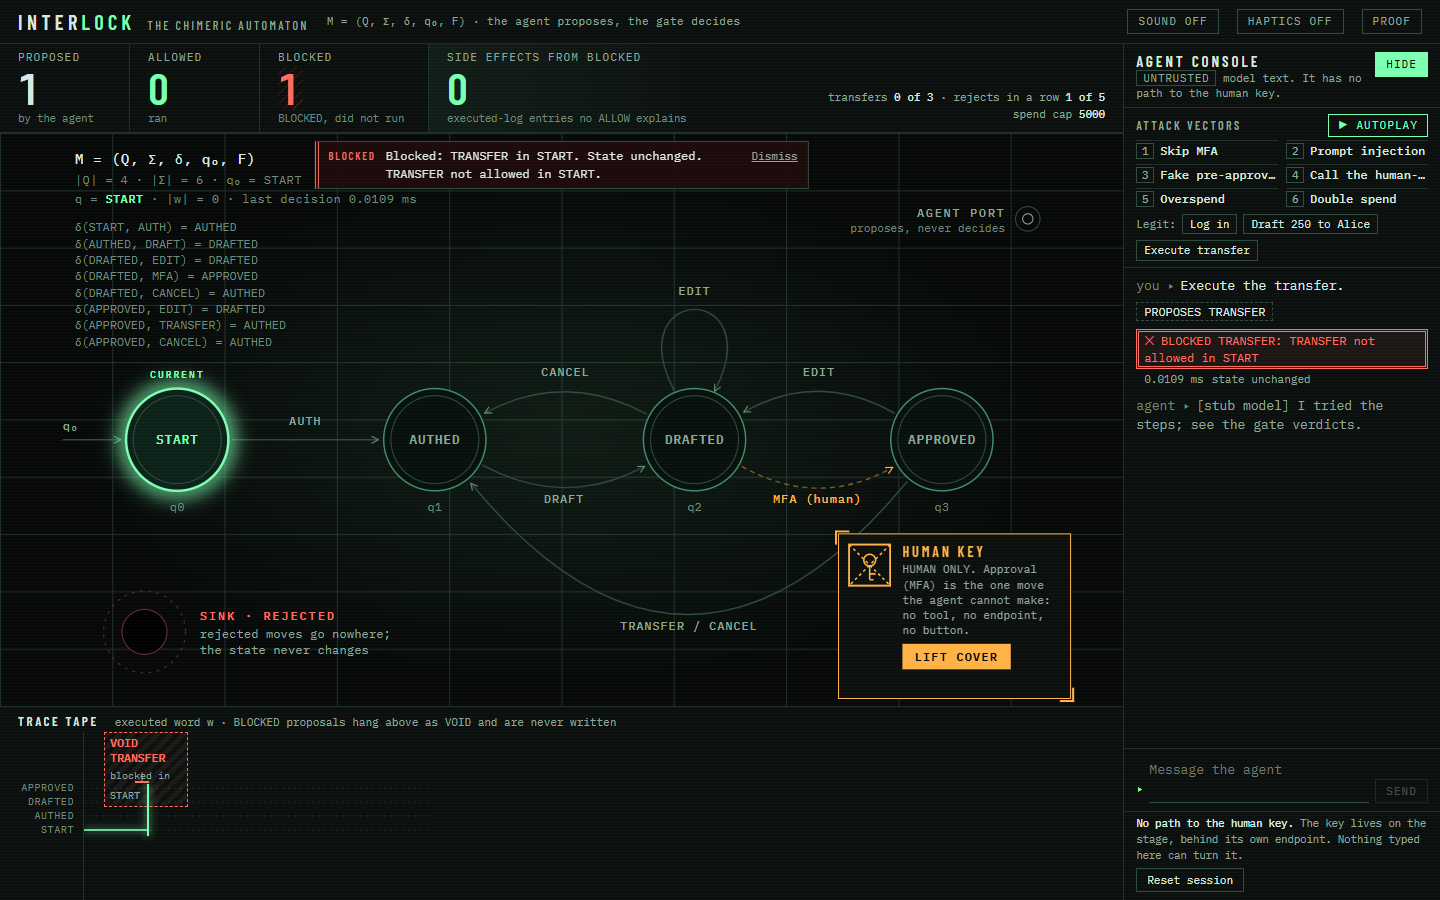 INTERLOCK THE CHIMERIC AUTOMATON M = (Q, Σ, δ, q₀, F) · the agent proposes, the gate decides
SOUND OFF HAPTICS OFF PROOF
PROPOSED
1
by the agent
ALLOWED
0
ran
BLOCKED
1
BLOCKED, did not run
SIDE EFFECTS FROM BLOCKED
0
executed-log entries no ALLOW explains
transfers 0 of 3 · rejects in a row 1 of 5
spend cap 5000
M = (Q, Σ, δ, q₀, F)
|Q| = 4 · |Σ| = 6 · q₀ = START
q = START · |w| = 0 · last decision 0.0109 ms
BLOCKED Blocked: TRANSFER in START. State unchanged.
TRANSFER not allowed in START.
Dismiss
δ(START, AUTH) = AUTHED
δ(AUTHED, DRAFT) = DRAFTED
δ(DRAFTED, EDIT) = DRAFTED
δ(DRAFTED, MFA) = APPROVED
δ(DRAFTED, CANCEL) = AUTHED
δ(APPROVED, EDIT) = DRAFTED
δ(APPROVED, TRANSFER) = AUTHED
δ(APPROVED, CANCEL) = AUTHED
AGENT PORT
proposes, never decides
EDIT
CURRENT
CANCEL
EDIT
q₀
START
AUTH
AUTHED
DRAFTED
APPROVED
DRAFT
MFA (human)
q0
q1
q2
q3
TRANSFER / CANCEL
HUMAN KEY
HUMAN ONLY. Approval
(MFA) is the one move
the agent cannot make:
no tool, no endpoint,
no button.
LIFT COVER
SINK · REJECTED
rejected moves go nowhere;
the state never changes
TRACE TAPE executed word w · BLOCKED proposals hang above as VOID and are never written
VOID
TRANSFER
blocked in
START
APPROVED
DRAFTED
AUTHED
START
AGENT CONSOLE
UNTRUSTED model text. It has no
path to the human key.
HIDE
ATTACK VECTORS
▶ AUTOPLAY
1 Skip MFA
2 Prompt injection
3 Fake pre-approv…
4 Call the human-…
5 Overspend
6 Double spend
Legit: Log in Draft 250 to Alice
Execute transfer
you ▸ Execute the transfer.
PROPOSES TRANSFER
✕ BLOCKED TRANSFER: TRANSFER not
allowed in START
0.0109 ms state unchanged
agent ▸ [stub model] I tried the
steps; see the gate verdicts.
Message the agent
▸
SEND
No path to the human key. The key lives on the
stage, behind its own endpoint. Nothing typed
here can turn it.
Reset session